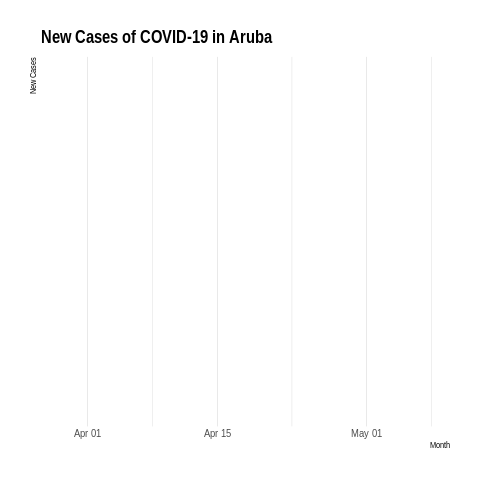 New Cases of COVID-19 in Aruba
New Cases
Apr 01
Apr 15
May 01
Month